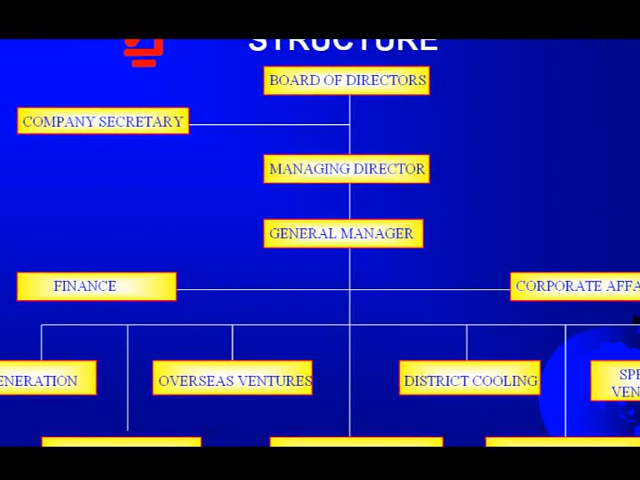 STRUCTURE
BOARD OF DIRECTORS
COMPANY SECRETARY
MANAGING DIRECTOR
GENERAL MANAGER
FINANCE
CORPORATE AFFA
ENERATION
OVERSEAS VENTURES
DISTRICT COOLING
SPE
VEN